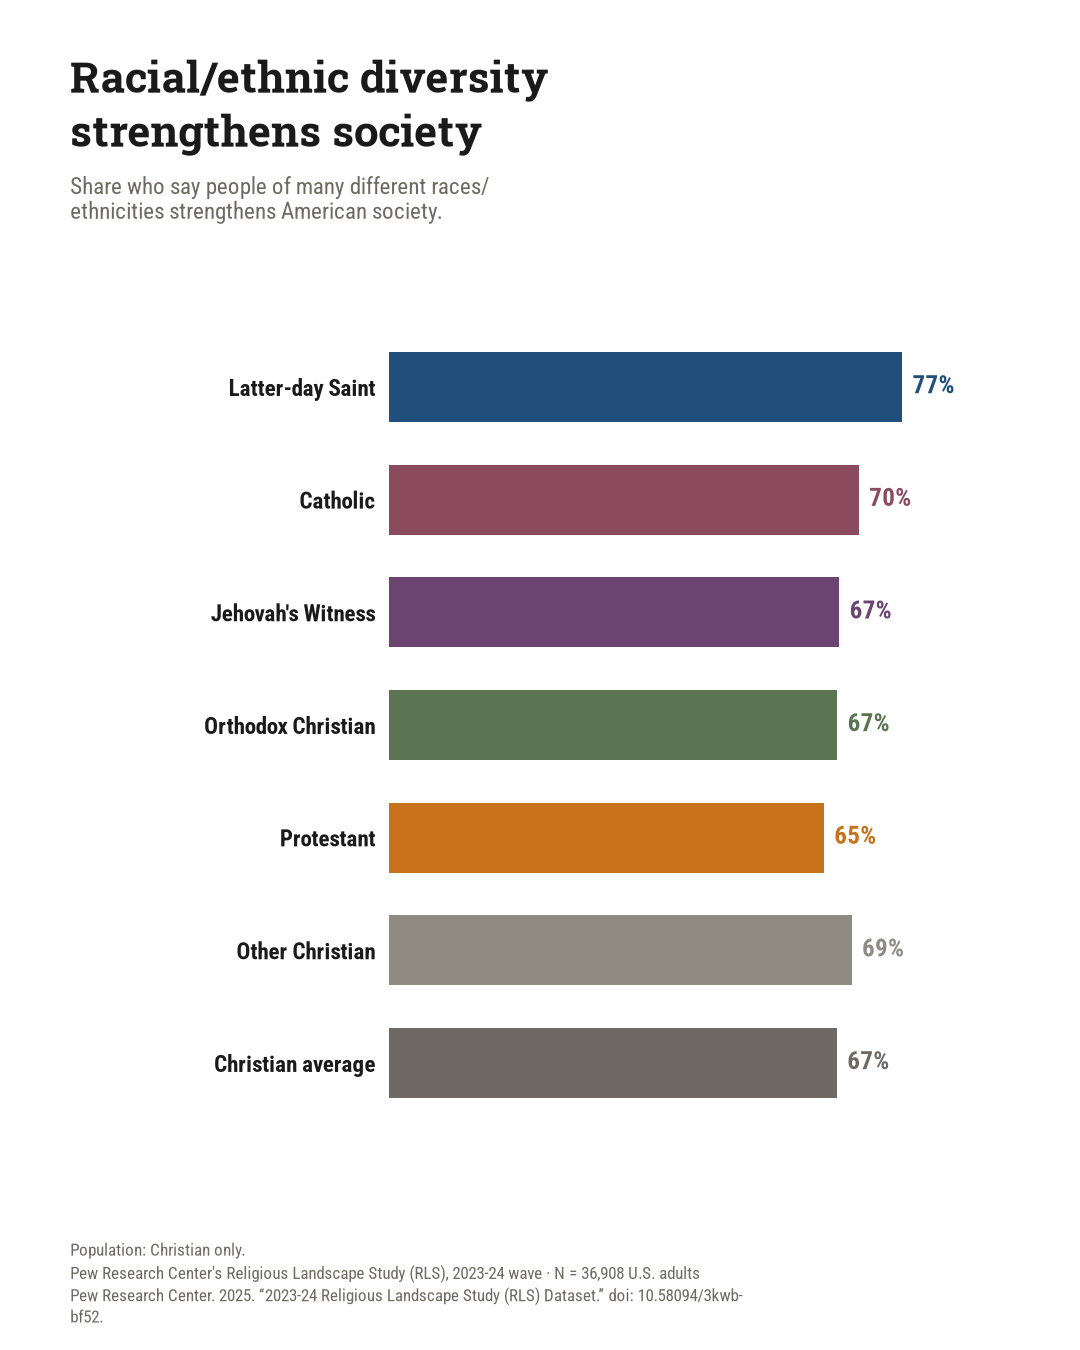 Racial/ethnic diversity
strengthens society
Share who say people of many different races/
ethnicities strengthens American society.
Latter-day Saint 77%
Catholic 70%
Jehovah's Witness 67%
Orthodox Christian 67%
Protestant 65%
Other Christian 69%
Christian average 67%
Population: Christian only.
Pew Research Center's Religious Landscape Study (RLS), 2023-24 wave · N = 36,908 U.S. adults
Pew Research Center. 2025. “2023-24 Religious Landscape Study (RLS) Dataset.” doi: 10.58094/3kwb-
bf52.